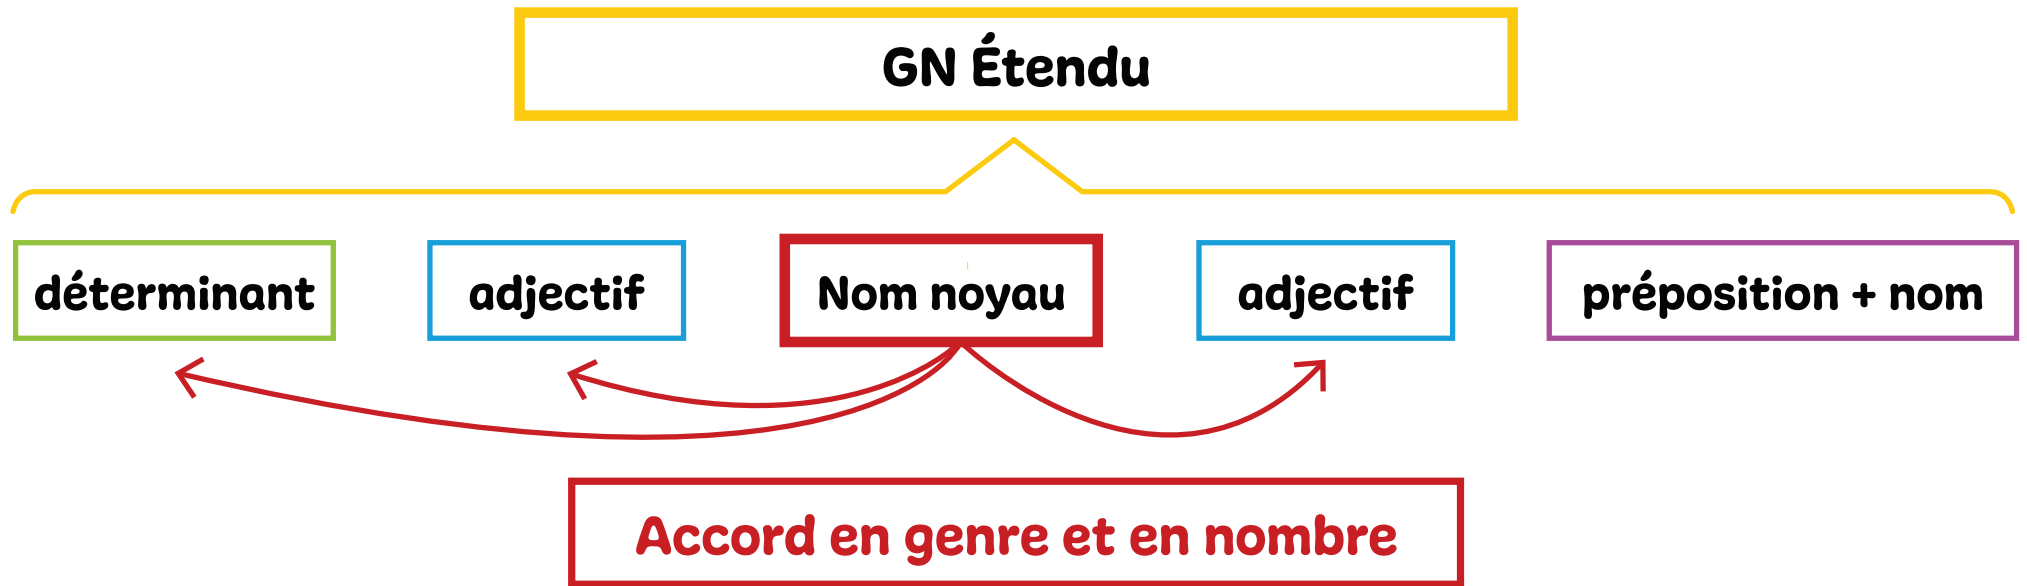 GN Étendu
déterminant
adjectif
Nom noyau
adjectif
préposition + nom
Accord en genre et en nombre